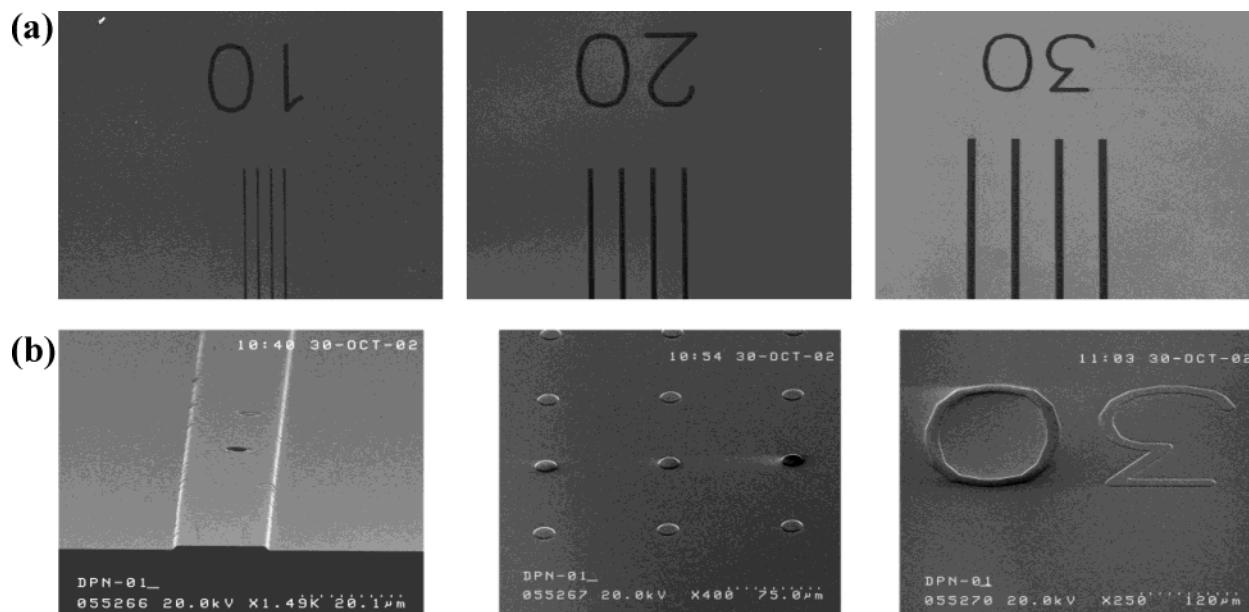 (a)
10
20
30
(b)
10:40 30-OCT-02
DPN-01_
055266 20.0kV X1.49K 20.1µm
10:54 30-OCT-02
DPN-01_
055267 20.0kV X400 75.0µm
11:03 30-OCT-02
30
DPN-01
055270 20.0kV X250 120µm